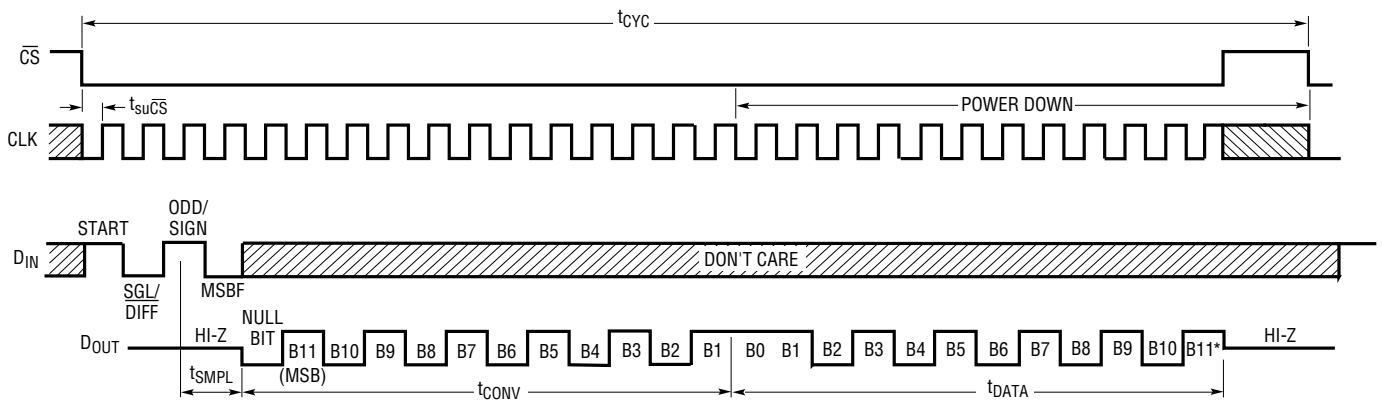 tCYC
CS
tsuCS
POWER DOWN
CLK
START
ODD/
SIGN
DIN
DON'T CARE
SGL/
DIFF
MSBF
NULL
BIT
DOUT
HI-Z
B11 B10 B9 B8 B7 B6 B5 B4 B3 B2 B1 B0 B1 B2 B3 B4 B5 B6 B7 B8 B9 B10 B11*
HI-Z
(MSB)
tSMPL
tCONV
tDATA